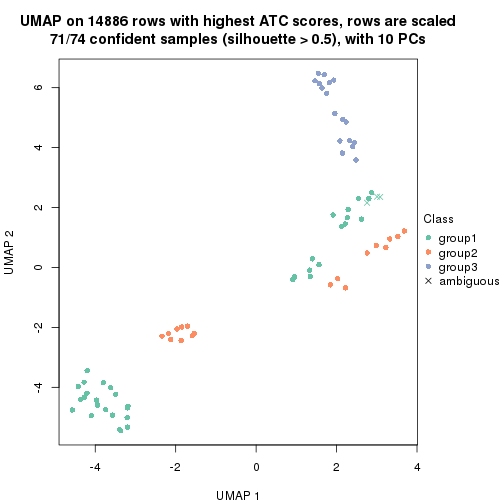 UMAP on 14886 rows with highest ATC scores, rows are scaled
71/74 confident samples (silhouette > 0.5), with 10 PCs
6
4
2
0
-2
-4
UMAP 2
-4
-2
0
2
4
UMAP 1
Class
group1
group2
group3
ambiguous